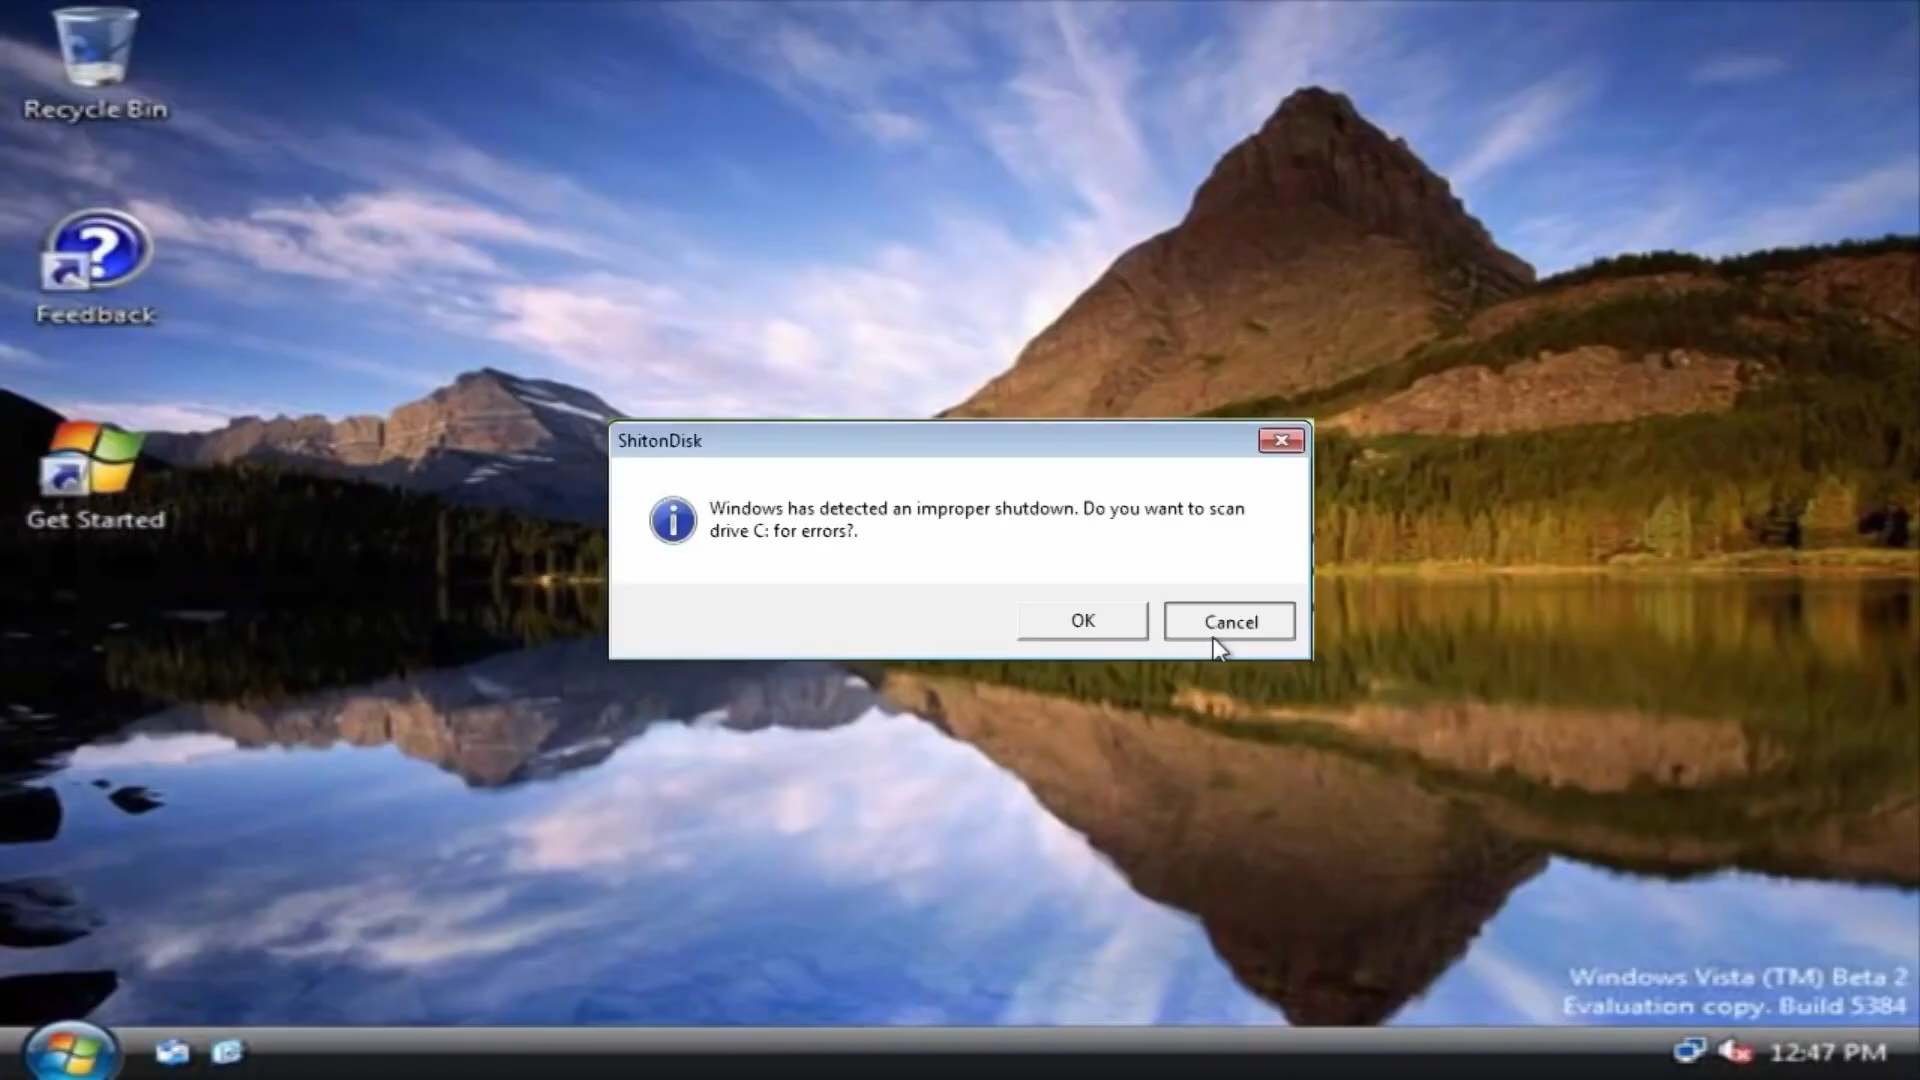 Recycle Bin
Feedback
Get Started
ShitonDisk
Windows has detected an improper shutdown. Do you want to scan
drive C: for errors?.
OK
Cancel
Windows Vista (TM) Beta 2
Evaluation copy. Build 5384
12:47 PM